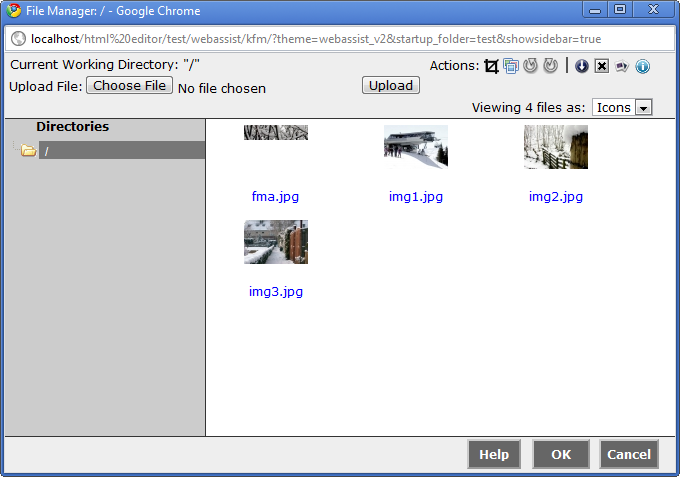 File Manager: / - Google Chrome
localhost/html%20editor/test/webassist/kfm/?theme=webassist_v2&startup_folder=test&showsidebar=true
Current Working Directory: "/"
Actions:
Upload File: Choose File No file chosen Upload
Viewing 4 files as: Icons
Directories
/
fma.jpg img1.jpg img2.jpg
img3.jpg
Help OK Cancel